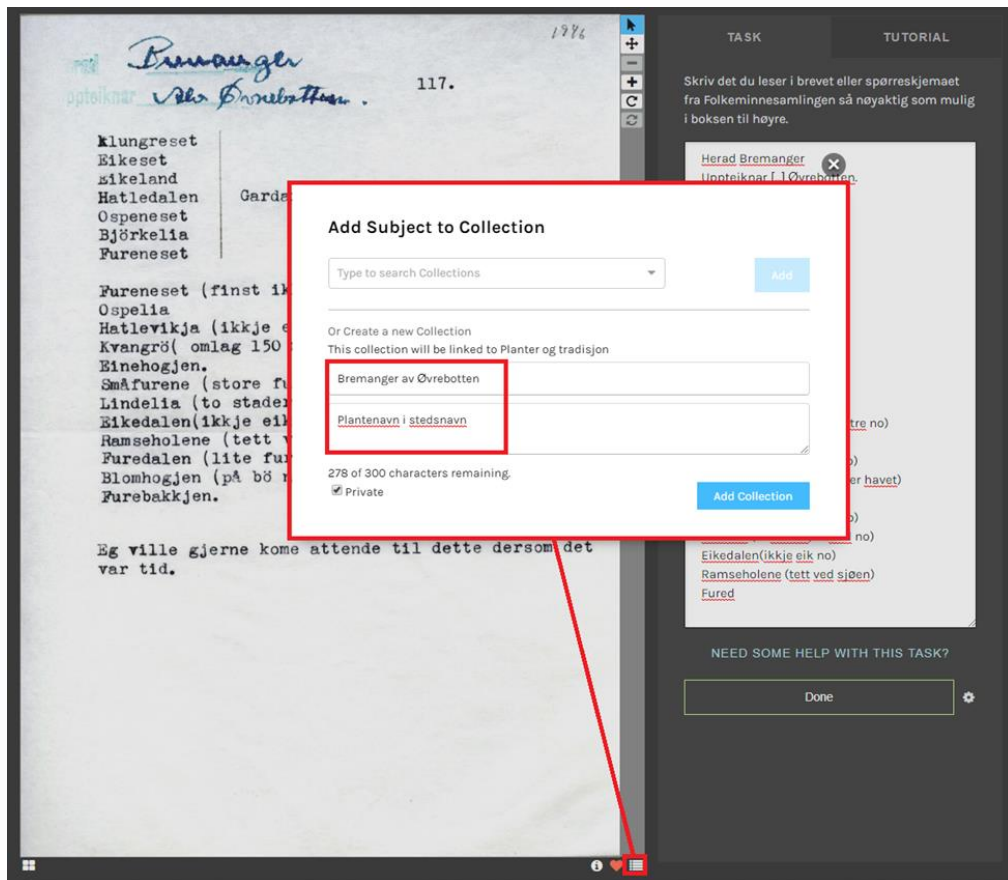 1986
Bremanger
oppteiknar Øvrebotten.
117.
klungreset
Eikeset
Eikeland
Hatledalen Garda
Ospeneset
Björkelia
Fureneset
Fureneset (finst ik
Ospelia
Hatlevikja (ikkje e
Kvangrö( omlag 150
Einehogjen.
Småfurene (store fu
Lindelia (to stader
Eikedalen(ikkje eik
Ramseholene (tett v
Furedalen (lite fur
Blomhogjen (på bö n
Furebakkjen.
Eg ville gjerne kome attende til dette dersom det
var tid.
TASK
TUTORIAL
Skriv det du leser i brevet eller spørreskjemaet
fra Folkeminnesamlingen så nøyaktig som mulig
i boksen til høyre.
Herad Bremanger
Uppteiknar [ ] Øvrebotten.
Add Subject to Collection
Type to search Collections
Add
Or Create a new Collection
This collection will be linked to Planter og tradisjon
Bremanger av Øvrebotten
Plantenavn i stedsnavn
278 of 300 characters remaining.
Private
Add Collection
tre no)
er havet)
no)
Eikedalen(ikkje eik no)
Ramseholene (tett ved sjøen)
Fured
NEED SOME HELP WITH THIS TASK?
Done